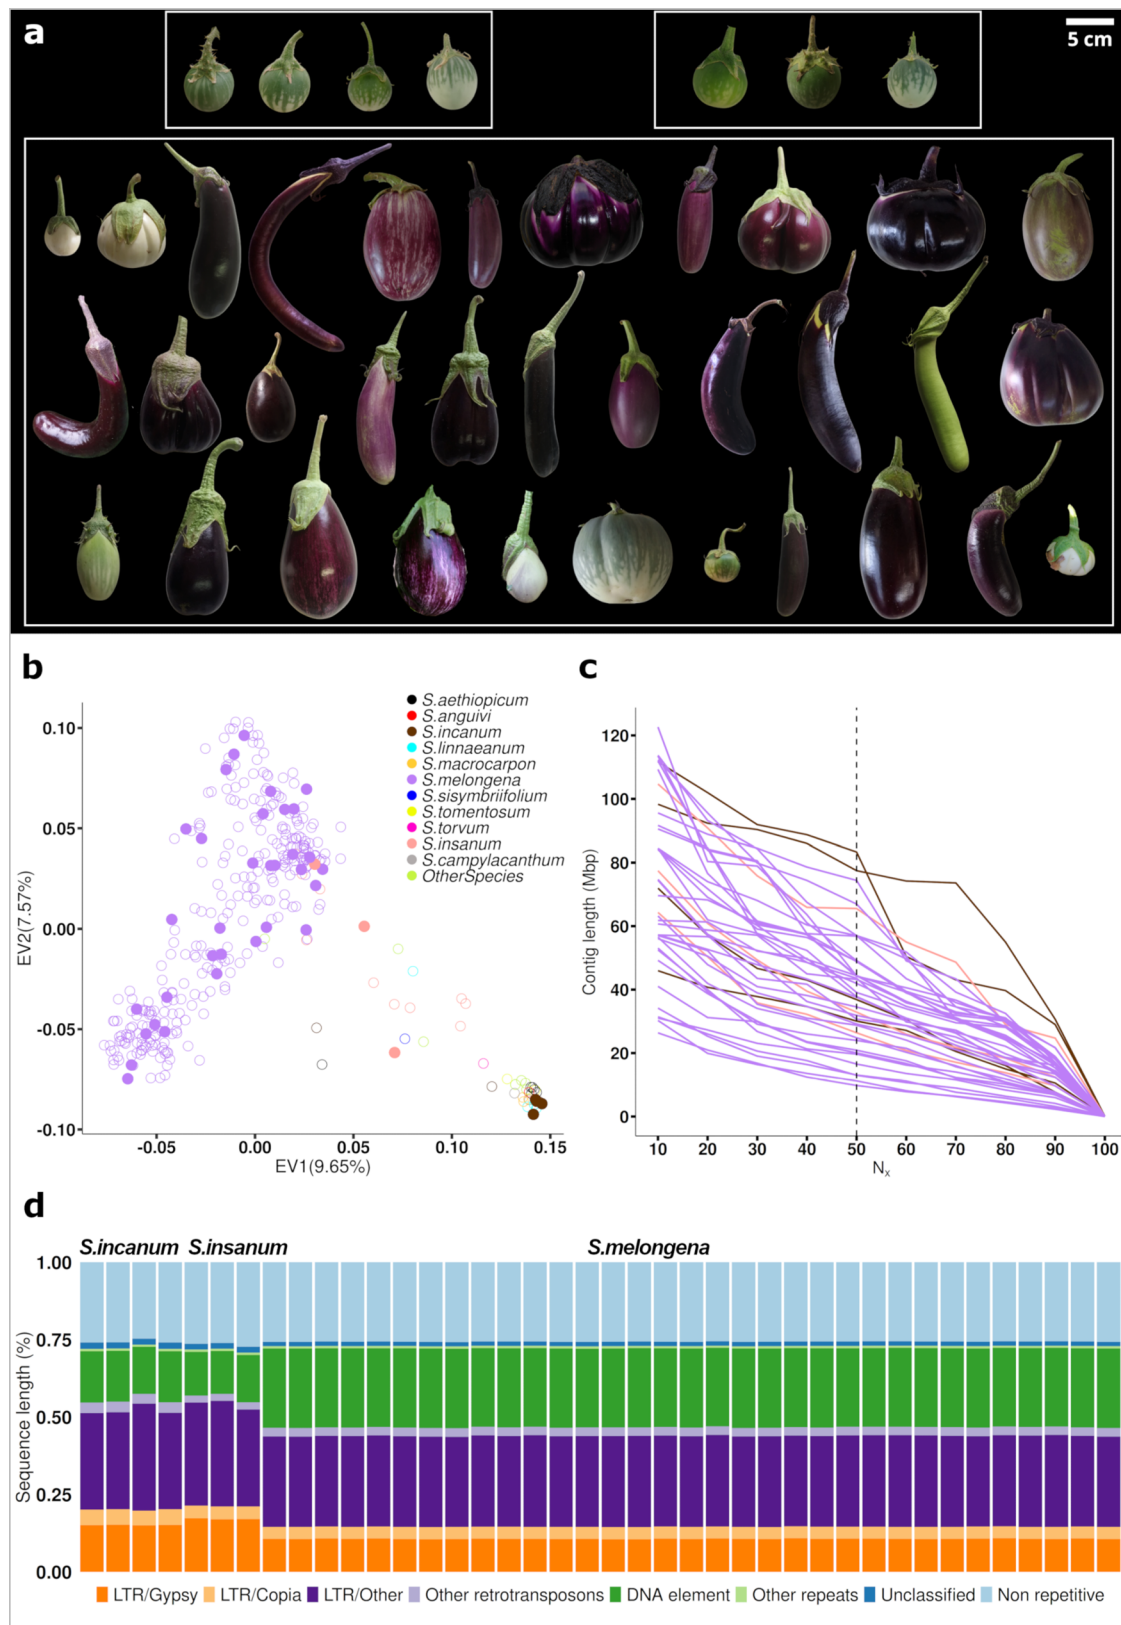 a
5 cm
b
S.aethiopicum
S.anguivi
S.incanum
S.linnaeanum
S.macrocarpon
S.melongena
S.sisymbriifolium
S.tomentosum
S.torvum
S.insanum
S.campylacanthum
OtherSpecies
0.10
0.05
0.00
-0.05
-0.10
EV2(7.57%)
-0.05 0.00 0.05 0.10 0.15
EV1(9.65%)
c
120
100
80
60
40
20
0
Contig length (Mbp)
10 20 30 40 50 60 70 80 90 100
Nx
d
S.incanum S.insanum S.melongena
1.00
0.75
0.50
0.25
0.00
Sequence length (%)
LTR/Gypsy LTR/Copia LTR/Other Other retrotransposons DNA element Other repeats Unclassified Non repetitive